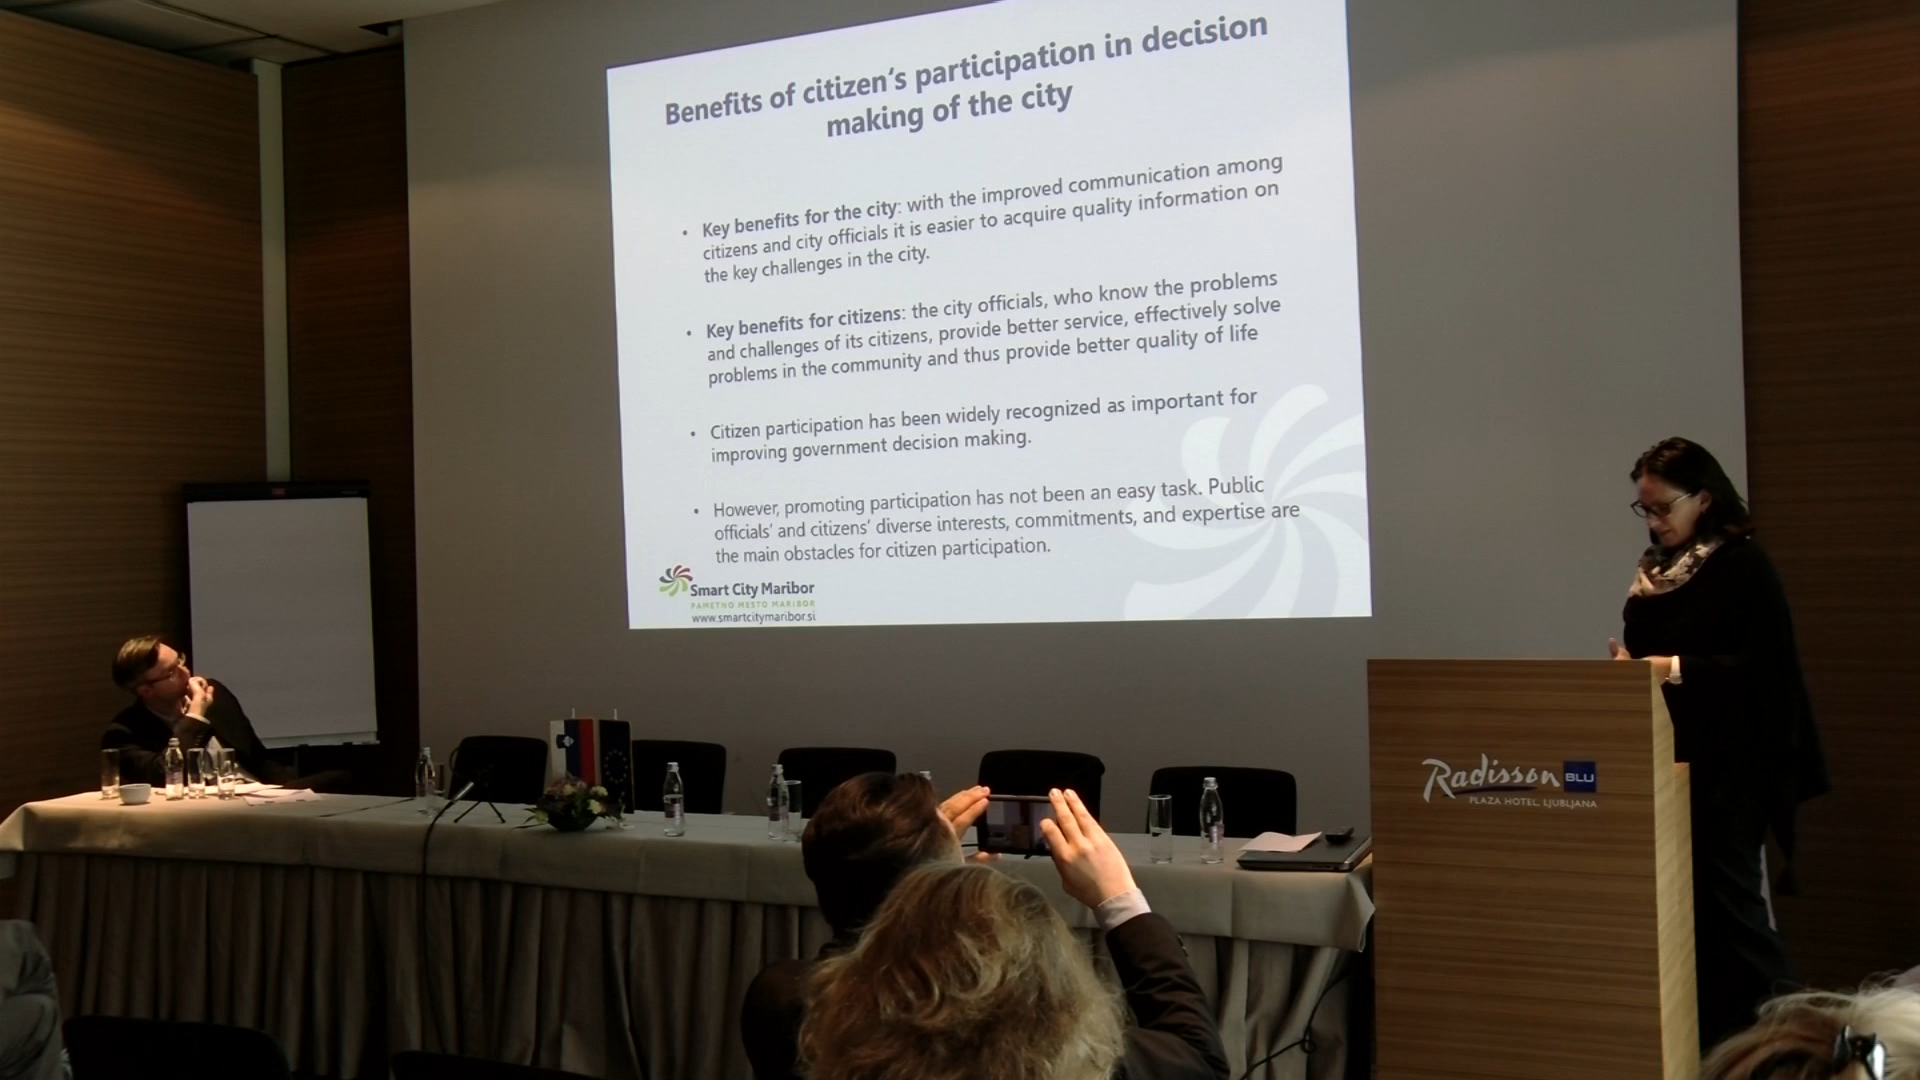 Benefits of citizen's participation in decision
making of the city
• Key benefits for the city: with the improved communication among
citizens and city officials it is easier to acquire quality information on
the key challenges in the city.
• Key benefits for citizens: the city officials, who know the problems
and challenges of its citizens, provide better service, effectively solve
problems in the community and thus provide better quality of life
• Citizen participation has been widely recognized as important for
improving government decision making.
• However, promoting participation has not been an easy task. Public
officials' and citizens' diverse interests, commitments, and expertise are
the main obstacles for citizen participation.
Smart City Maribor
PAMETNO MESTO MARIBOR
www.smartcitymaribor.si
Radisson BLU
PLAZA HOTEL, LJUBLJANA